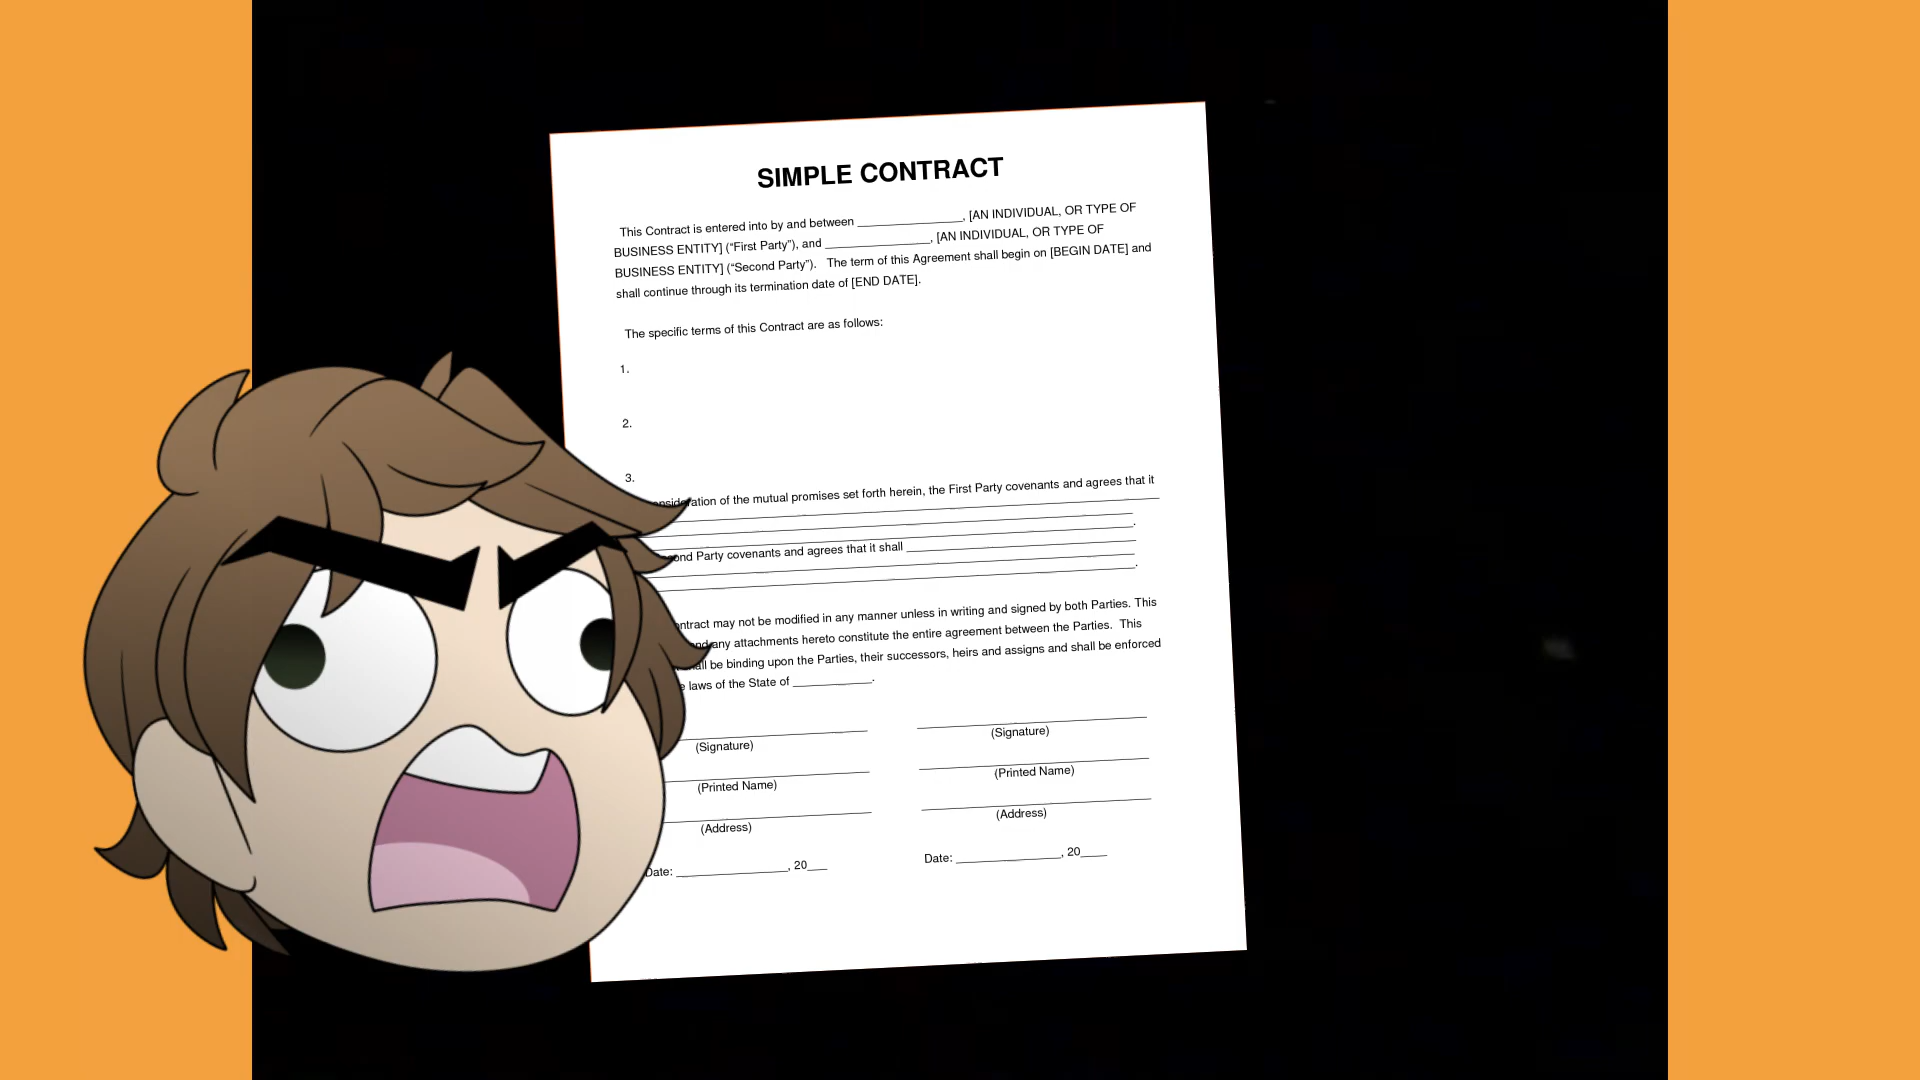 SIMPLE CONTRACT
This Contract is entered into by and between ________________, [AN INDIVIDUAL, OR TYPE OF
BUSINESS ENTITY] (“First Party”), and ________________, [AN INDIVIDUAL, OR TYPE OF
BUSINESS ENTITY] (“Second Party”). The term of this Agreement shall begin on [BEGIN DATE] and
shall continue through its termination date of [END DATE].
The specific terms of this Contract are as follows:
1.
2.
3.
of the mutual promises set forth herein, the First Party covenants and agrees that it
Party covenants and agrees that it shall ___________________________________
may not be modified in any manner unless in writing and signed by both Parties. This
any attachments hereto constitute the entire agreement between the Parties. This
be binding upon the Parties, their successors, heirs and assigns and shall be enforced
laws of the State of ____________.
(Signature) (Signature)
(Printed Name) (Printed Name)
(Address) (Address)
Date: _________________, 20___ Date: ________________, 20____